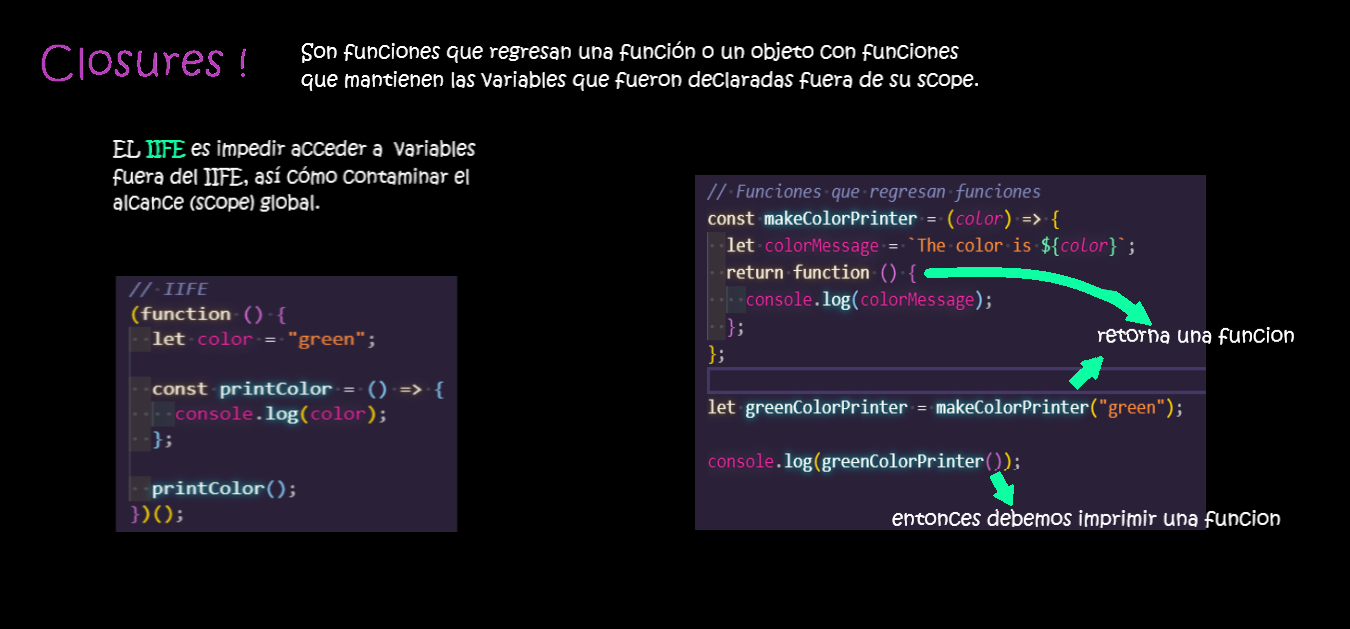 Closures !
Son funciones que regresan una función o un objeto con funciones
que mantienen las variables que fueron declaradas fuera de su scope.
EL IIFE es impedir acceder a variables
fuera del IIFE, así cómo contaminar el
alcance (scope) global.
// IIFE
(function () {
let color = "green";
const printColor = () => {
console.log(color);
};
printColor();
})();
// Funciones que regresan funciones
const makeColorPrinter = (color) => {
let colorMessage = `The color is ${color}`;
return function () {
console.log(colorMessage);
};
retorna una funcion
};
let greenColorPrinter = makeColorPrinter("green");
console.log(greenColorPrinter());
entonces debemos imprimir una funcion